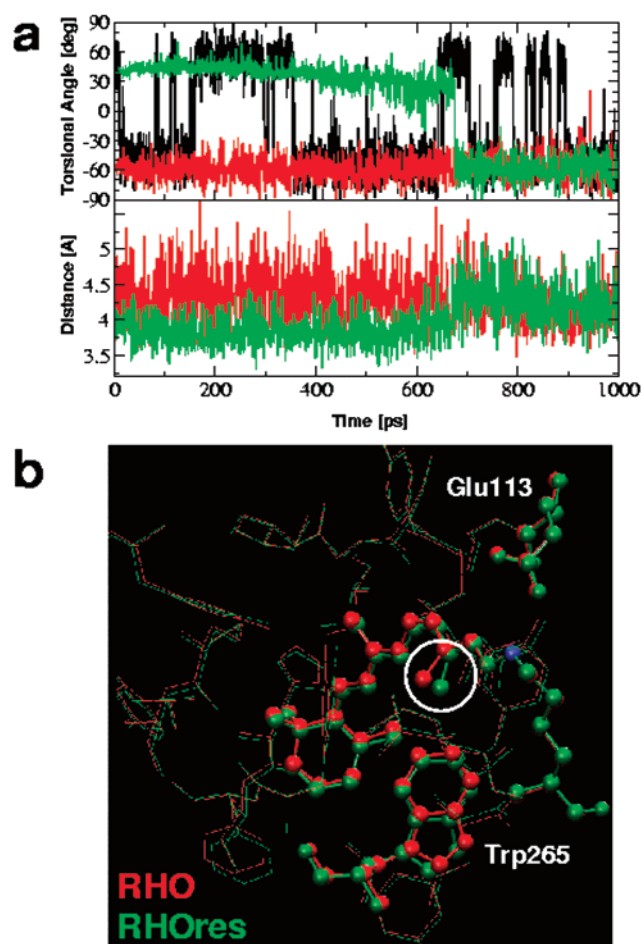 a
Torsional Angle [deg]
90
60
30
0
-30
-60
-90
Distance [A]
5
4.5
4
3.5
0 200 400 600 800 1000
Time [ps]
b
Glu113
Trp265
RHO
RHOres